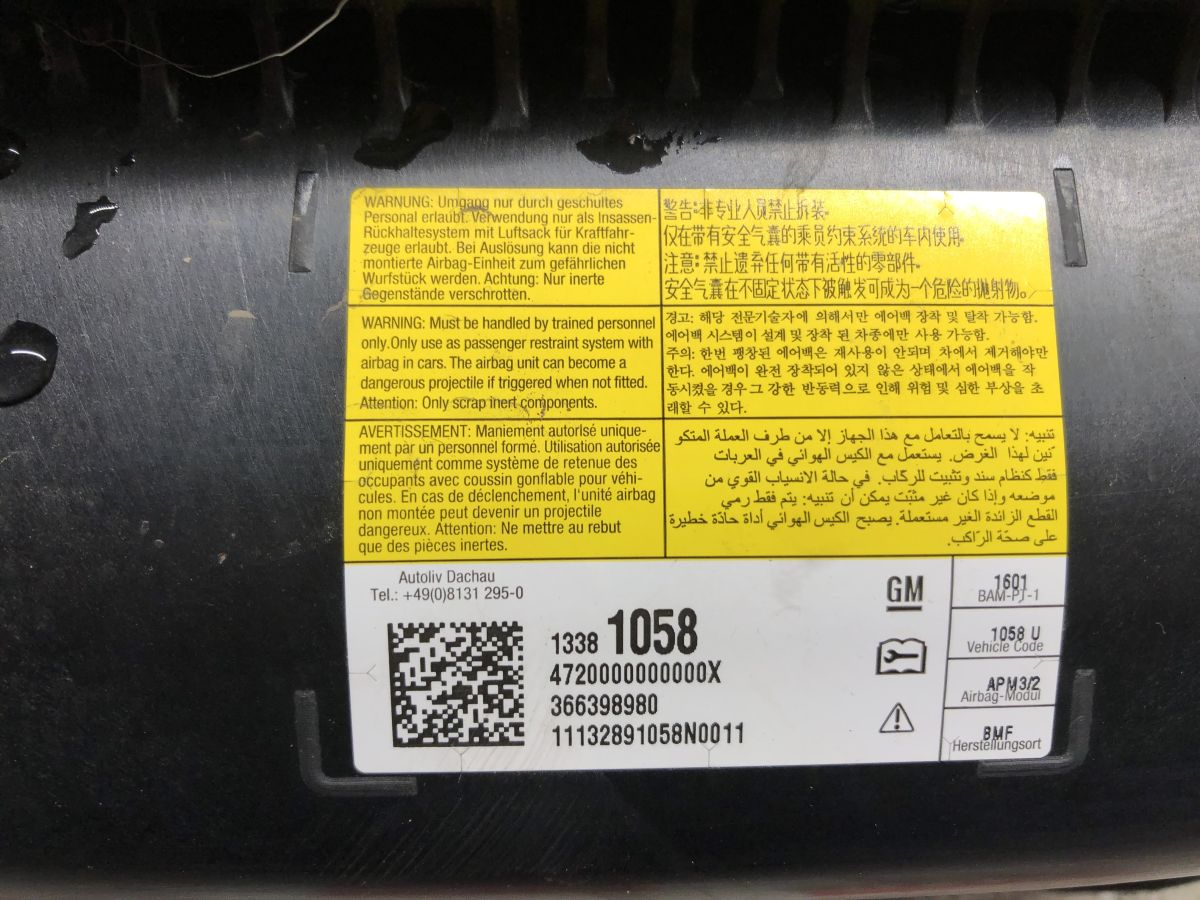 WARNUNG: Umgang nur durch geschultes
Personal erlaubt. Verwendung nur als Insassen-
Rückhaltesystem mit Luftsack für Kraftfahr-
zeuge erlaubt. Bei Auslösung kann die nicht
montierte Airbag-Einheit zum gefährlichen
Wurfstück werden. Achtung: Nur inerte
Gegenstände verschrotten.
警告:非专业人员禁止拆装.
仅在带有安全气囊的乘员约束系统的车内使用.
注意:禁止遗弃任何带有活性的零部件.
安全气囊在不固定状态下被触发可成为一个危险的抛射物。
WARNING: Must be handled by trained personnel
only.Only use as passenger restraint system with
airbag in cars. The airbag unit can become a
dangerous projectile if triggered when not fitted.
Attention: Only scrap inert components.
경고: 해당 전문기술자에 의해서만 에어백 장착 및 탈착 가능함.
에어백 시스템이 설계 및 장착 된 차종에만 사용 가능함.
주의: 한번 팽창된 에어백은 재사용이 안되며 차에서 제거해야만
한다. 에어백이 완전 장착되어 있지 않은 상태에서 에어백을 작
동시켰을 경우 그 강한 반동력으로 인해 위험 및 심한 부상을 초
래할 수 있다.
AVERTISSEMENT: Maniement autorisé unique-
ment par un personnel formé. Utilisation autorisée
uniquement comme système de retenue des
occupants avec coussin gonflable pour véhi-
cules. En cas de déclenchement, l'unité airbag
non montée peut devenir un projectile
dangereux. Attention: Ne mettre au rebut
que des pièces inertes.
تنبيه: لا يسمح بالتعامل مع هذا الجهاز إلا من طرف العملة المتكو
تين لهذا الغرض. يستعمل مع الكيس الهوائي في العربات
فقط كنظام سند وتثبيت للركّاب. في حالة الانسياب القوي من
موضعه وإذا كان غير مثبّت يمكن أن تنبيه: يتم فقط رمي
القطع الزائدة الغير مستعملة. يصبح الكيس الهوائي أداة حادّة خطيرة
على صحّة الرّاكب.
Autoliv Dachau
Tel.: +49(0)8131 295-0
1338 1058
4720000000000X
366398980
11132891058N0011
GM
1601
BAM-PT-1
1058 U
Vehicle Code
APM3/2
Airbag-Modul
BMF
Herstellungsort